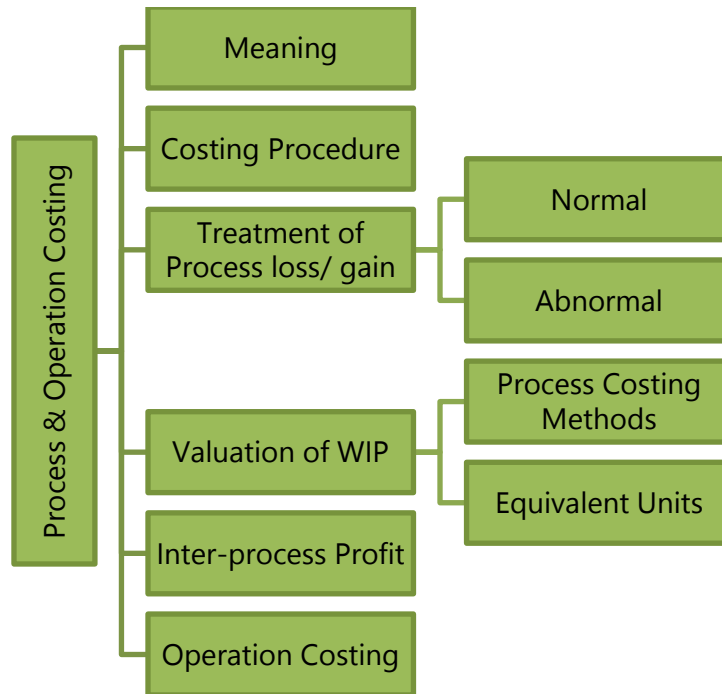 Process & Operation Costing
Meaning
Costing Procedure
Treatment of
Process loss/ gain
Normal
Abnormal
Valuation of WIP
Process Costing
Methods
Equivalent Units
Inter-process Profit
Operation Costing